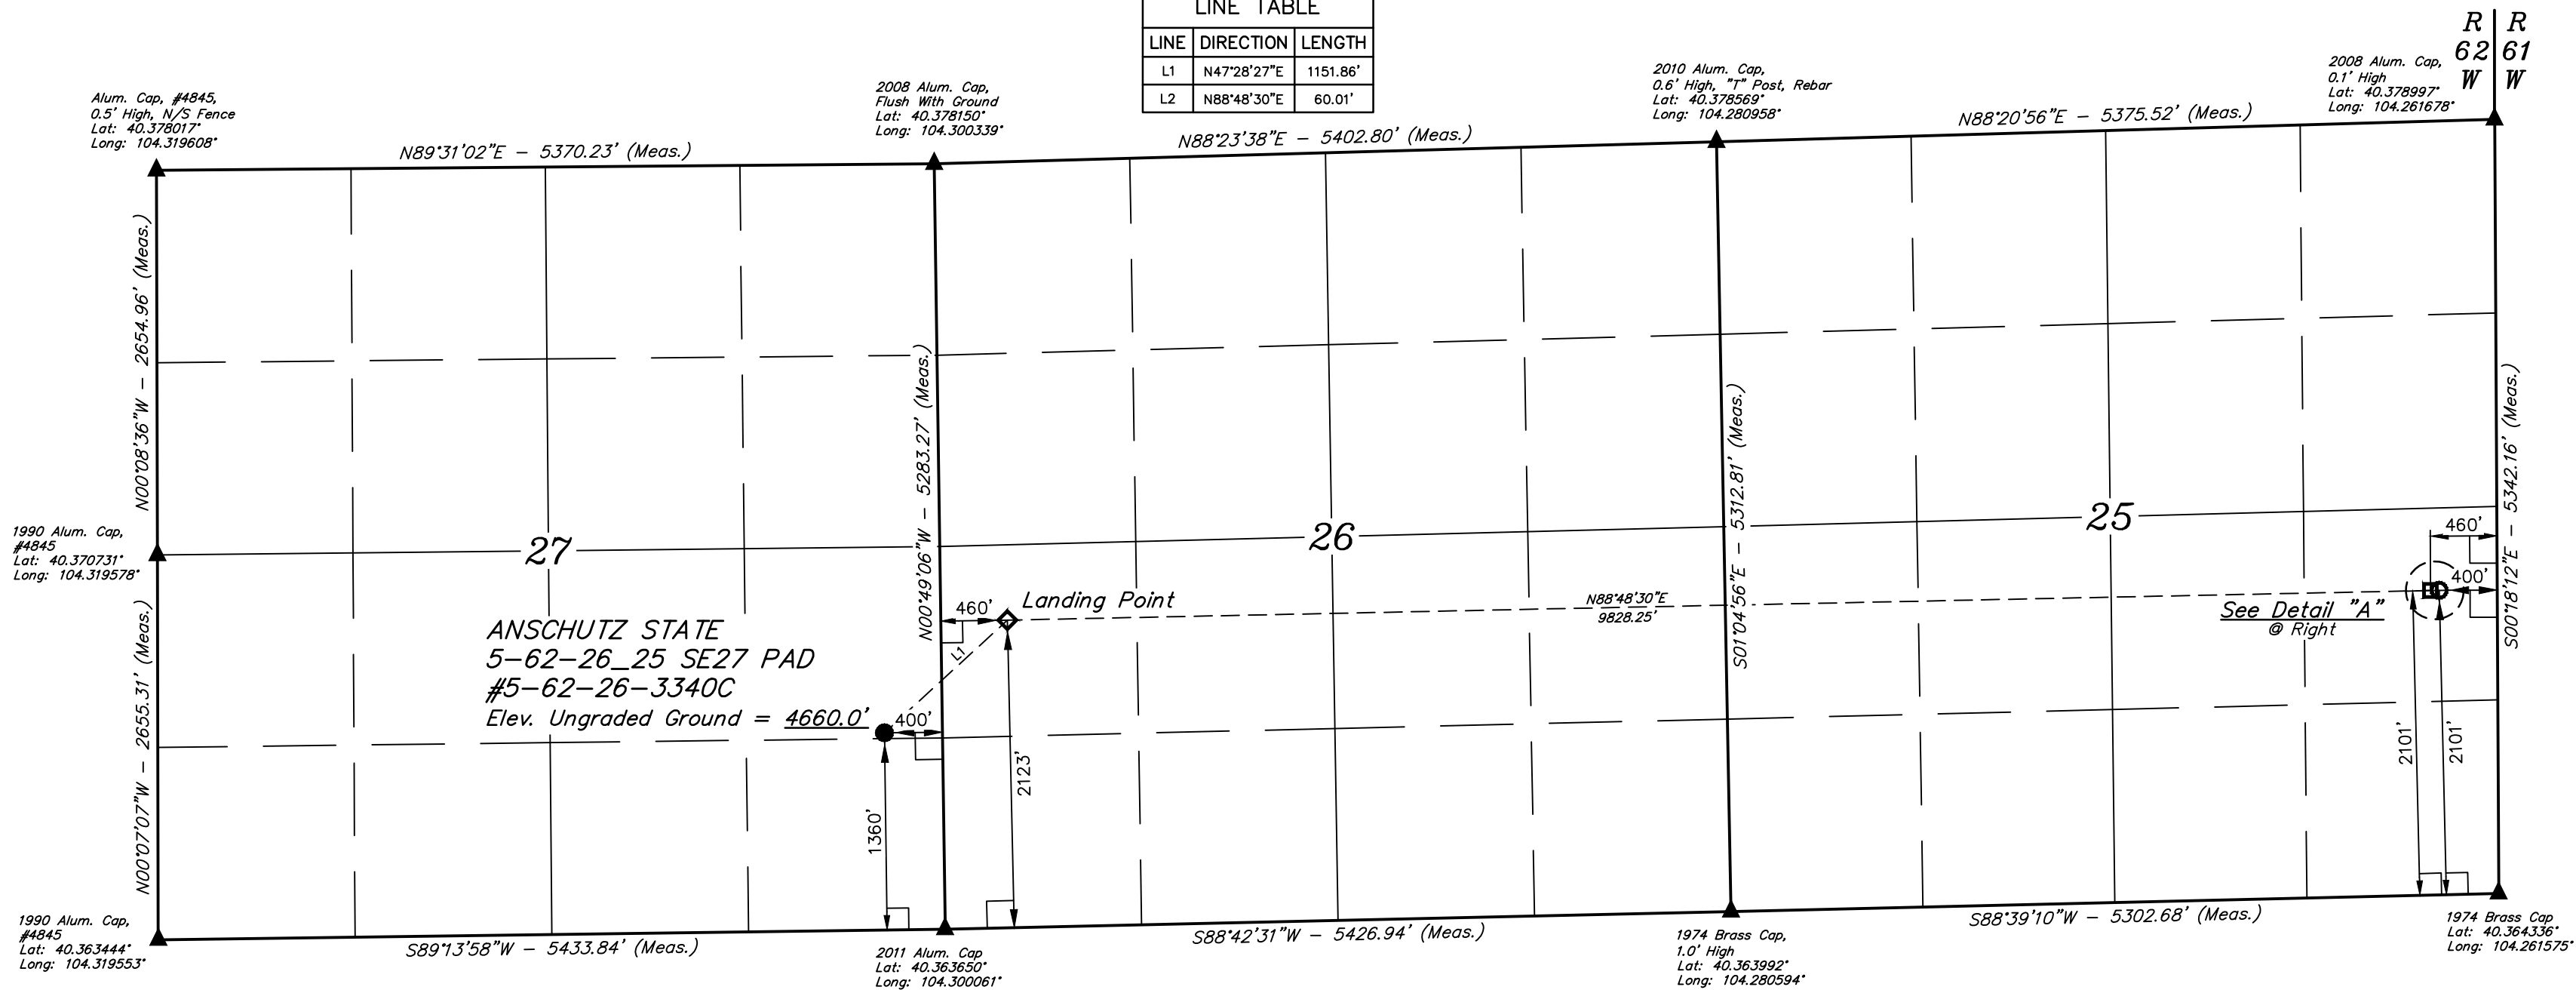 LINE TABLE
LINE DIRECTION LENGTH
L1 N47°28'27"E 1151.86'
L2 N88°48'30"E 60.01'
R R
62 61
W W
Alum. Cap, #4845,
0.5' High, N/S Fence
Lat: 40.378017°
Long: 104.319608°
2008 Alum. Cap,
Flush With Ground
Lat: 40.378150°
Long: 104.300339°
2010 Alum. Cap,
0.6' High, "T" Post, Rebar
Lat: 40.378569°
Long: 104.280958°
2008 Alum. Cap,
0.1' High
Lat: 40.378997°
Long: 104.261678°
N89°31'02"E – 5370.23' (Meas.)
N88°23'38"E – 5402.80' (Meas.)
N88°20'56"E – 5375.52' (Meas.)
N00°08'36"W – 2654.96' (Meas.)
N00°49'06"W – 5283.27' (Meas.)
S01°04'56"E – 5312.81' (Meas.)
S00°18'12"E – 5342.16' (Meas.)
1990 Alum. Cap,
#4845
Lat: 40.370731°
Long: 104.319578°
27
26
25
460'
400'
460'
Landing Point
N88°48'30"E
9828.25'
See Detail "A"
@ Right
L1
ANSCHUTZ STATE
5-62-26_25 SE27 PAD
#5-62-26-3340C
Elev. Ungraded Ground = 4660.0'
400'
N00°07'07"W – 2655.31' (Meas.)
1360'
2123'
2101'
2101'
1990 Alum. Cap,
#4845
Lat: 40.363444°
Long: 104.319553°
S89°13'58"W – 5433.84' (Meas.)
2011 Alum. Cap
Lat: 40.363650°
Long: 104.300061°
S88°42'31"W – 5426.94' (Meas.)
1974 Brass Cap,
1.0' High
Lat: 40.363992°
Long: 104.280594°
S88°39'10"W – 5302.68' (Meas.)
1974 Brass Cap
Lat: 40.364336°
Long: 104.261575°